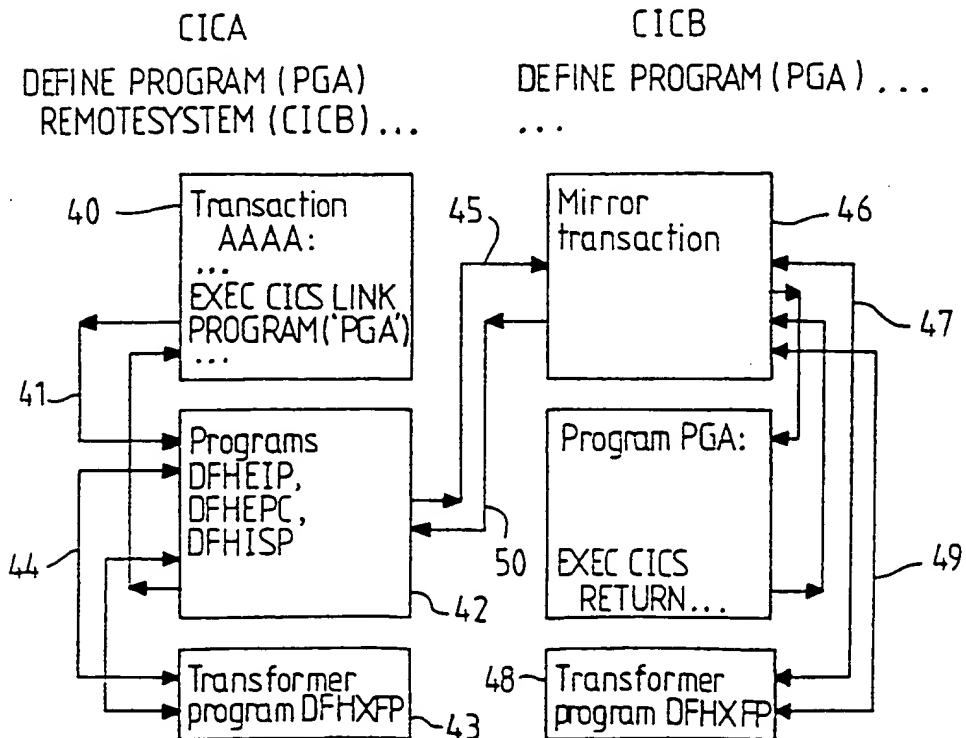 CICA
DEFINE PROGRAM (PGA)
REMOTESYSTEM (CICB)...
CICB
DEFINE PROGRAM (PGA) ...
...
40
Transaction
AAAA:
...
EXEC CICS LINK
PROGRAM('PGA')
...
41
45
Mirror
transaction
46
47
Programs
DFHEIP,
DFHEPC,
DFHISP
44
42
50
Program PGA:
EXEC CICS
RETURN...
49
Transformer
program DFHXFP
43
48
Transformer
program DFHXFP